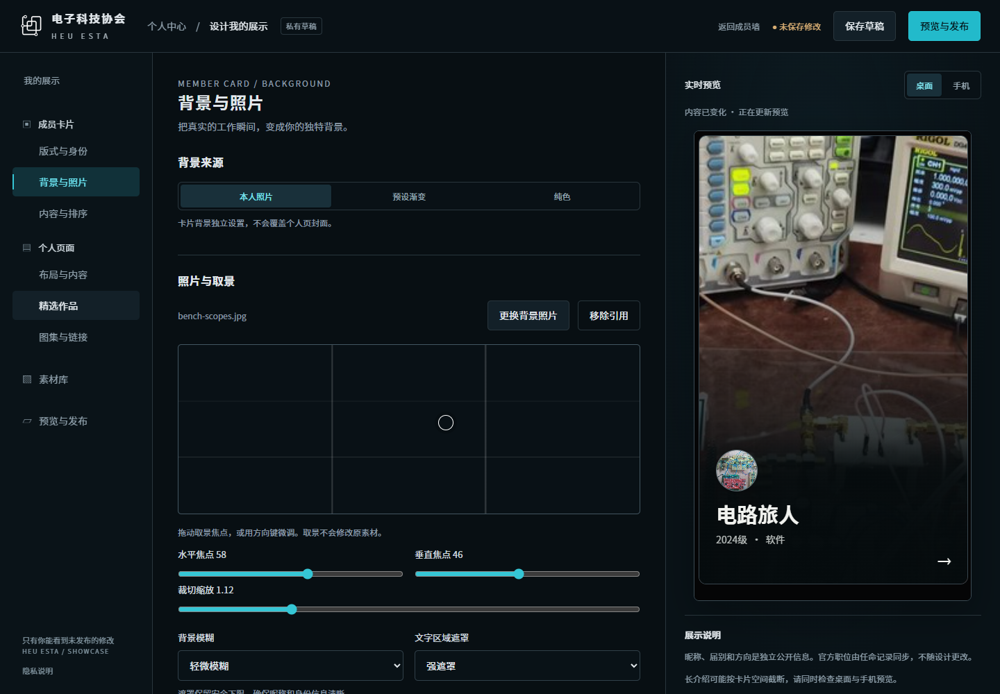 电子科技协会
HEU ESTA
个人中心 / 设计我的展示 私有草稿
返回成员墙 ● 未保存修改 保存草稿 预览与发布
我的展示
成员卡片
版式与身份
背景与照片
内容与排序
个人页面
布局与内容
精选作品
图集与链接
素材库
预览与发布
只有你能看到未发布的修改
HEU ESTA / SHOWCASE
隐私说明
MEMBER CARD / BACKGROUND
背景与照片
把真实的工作瞬间，变成你的独特背景。
背景来源
本人照片 预设渐变 纯色
卡片背景独立设置，不会覆盖个人页封面。
照片与取景
bench-scopes.jpg 更换背景照片 移除引用
拖动取景焦点，或用方向键微调。取景不会修改原素材。
水平焦点 58 垂直焦点 46
裁切缩放 1.12
背景模糊 文字区域遮罩
轻微模糊 强遮罩
遮罩保留安全下限，确保昵称和身份信息清晰。
实时预览 桌面 手机
内容已变化 · 正在更新预览
RIGOL
RIGOL
CH1
电路旅人
2024级 · 软件
→
展示说明
昵称、届别和方向是独立公开信息。官方职位由任命记录同步，不随设计更改。
长介绍可能按卡片空间截断，请同时检查桌面与手机预览。